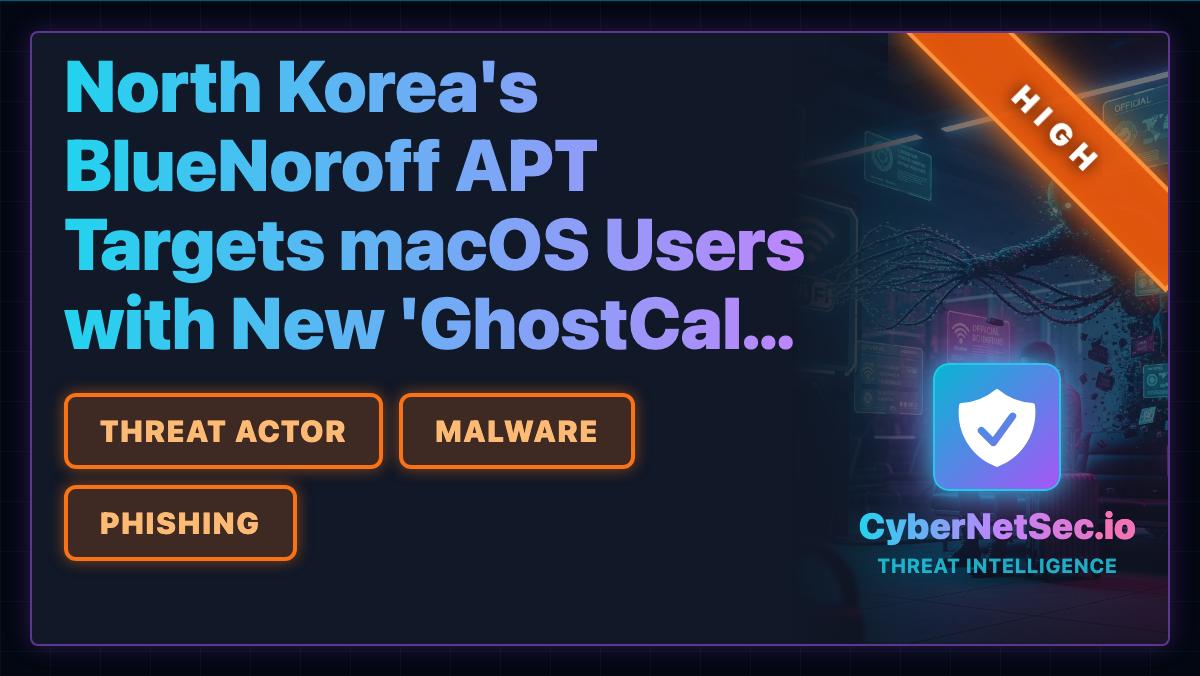 North Korea's
BlueNoroff APT
Targets macOS Users
with New 'GhostCal...
HIGH
OFFICIAL
THREAT ACTOR
MALWARE
PHISHING
CyberNetSec.io
THREAT INTELLIGENCE